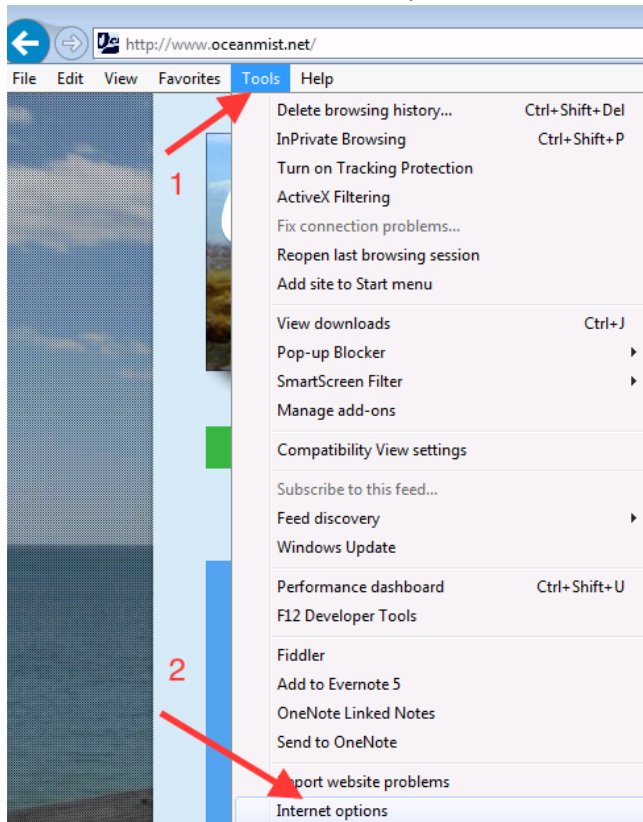 http://www.oceanmist.net/
File Edit View Favorites Tools Help
Delete browsing history... Ctrl+Shift+Del
InPrivate Browsing Ctrl+Shift+P
Turn on Tracking Protection
1
ActiveX Filtering
Fix connection problems...
Reopen last browsing session
Add site to Start menu
View downloads Ctrl+J
Pop-up Blocker
SmartScreen Filter
Manage add-ons
Compatibility View settings
Subscribe to this feed...
Feed discovery
Windows Update
Performance dashboard Ctrl+Shift+U
F12 Developer Tools
Fiddler
2
Add to Evernote 5
OneNote Linked Notes
Send to OneNote
website problems
Internet options